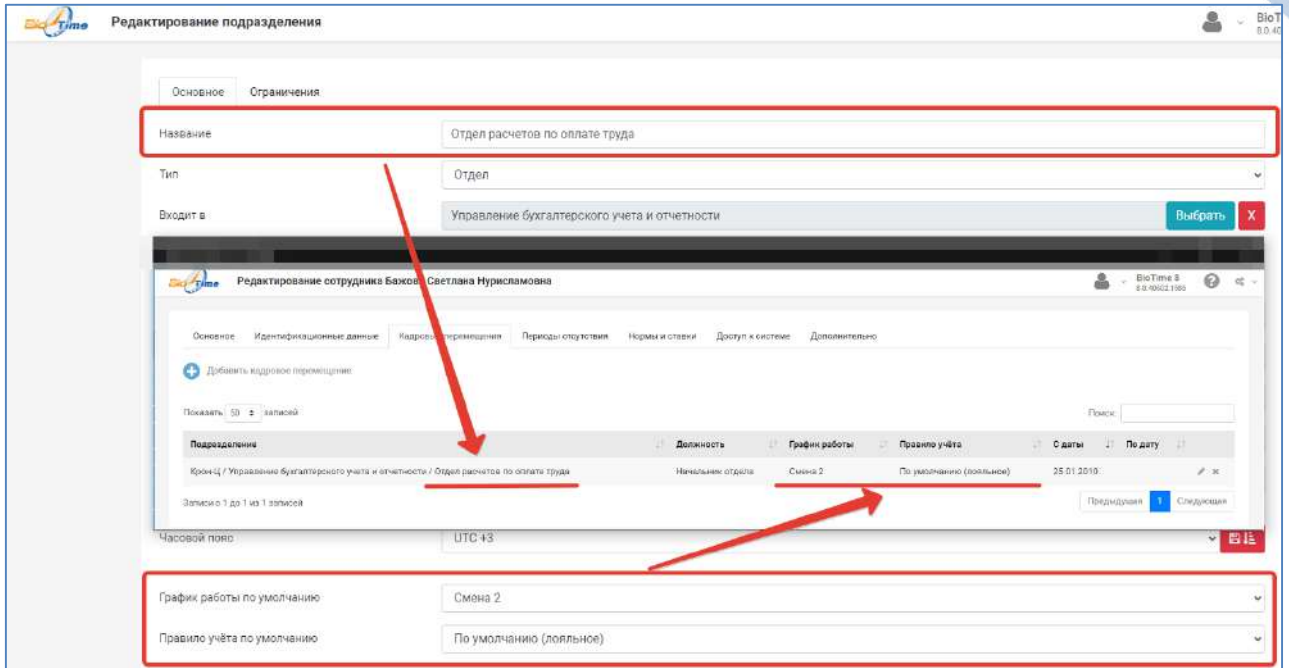 BioTime
Редактирование подразделения
BioT
8.0.40
Основное Ограничения
Название Отдел расчетов по оплате труда
Тип Отдел
Входит в Управление бухгалтерского учета и отчетности Выбрать X
BioTime
Редактирование сотрудника Бажов Светлана Нурисламовна
BioTime 8
8.0.40602.1986
Основное Идентификационные данные Кадровые перемещения Периоды отсутствия Нормы и ставки Доступ к системе Дополнительно
Добавить кадровое перемещение
Показать 50 записей Поиск:
Подразделение Должность График работы Правило учёта С даты По дату
Крон-Ц / Управление бухгалтерского учета и отчетности / Отдел расчетов по оплате труда Начальник отдела Смена 2 По умолчанию (лояльное) 25.01.2010
Записи с 1 до 1 из 1 записей Предыдущая 1 Следующая
Часовой пояс UTC +3
График работы по умолчанию Смена 2
Правило учёта по умолчанию По умолчанию (лояльное)